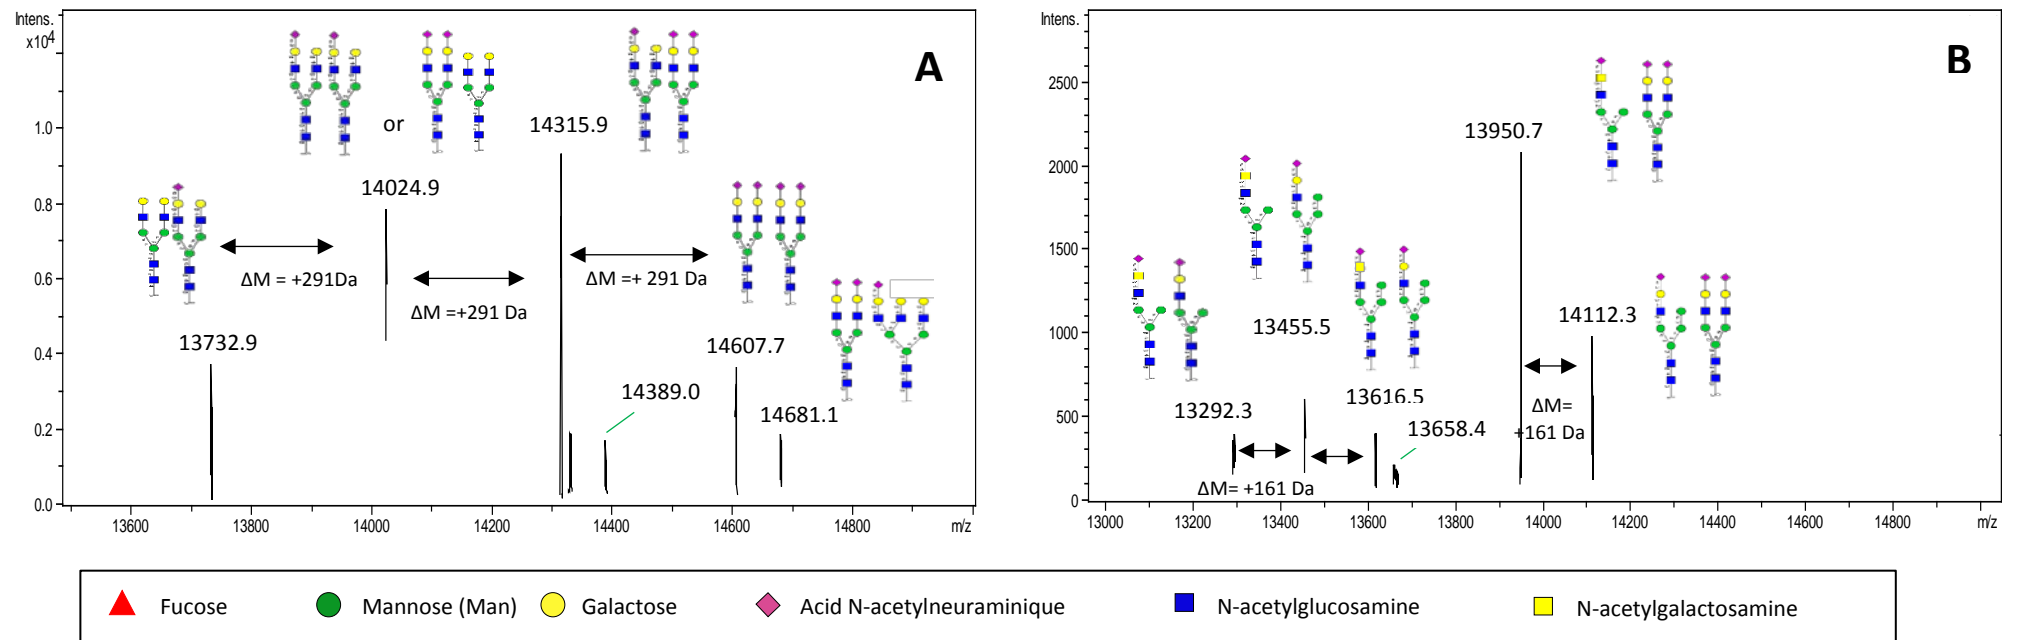 Intens.
x10⁴
A
or
14315.9
1.0
14024.9
0.8
ΔM = +291Da
ΔM =+ 291 Da
ΔM =+291 Da
0.6
13732.9
14607.7
0.4
14389.0
14681.1
0.2
0.0
13600 13800 14000 14200 14400 14600 14800 m/z
Intens.
B
2500
13950.7
2000
1500
13455.5
14112.3
1000
13616.5
13292.3
13658.4
ΔM=
+161 Da
500
ΔM= +161 Da
0
13000 13200 13400 13600 14000 14200 14400 14600 14800 m/z
Fucose Mannose (Man) Galactose Acid N-acetylneuraminique N-acetylglucosamine N-acetylgalactosamine